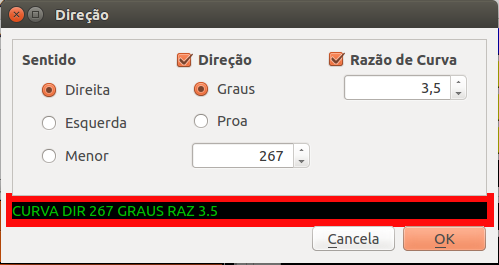 Direção
Sentido
Direção
Razão de Curva
Direita
Graus
3,5
Esquerda
Proa
Menor
267
CURVA DIR 267 GRAUS RAZ 3.5
Cancela
OK